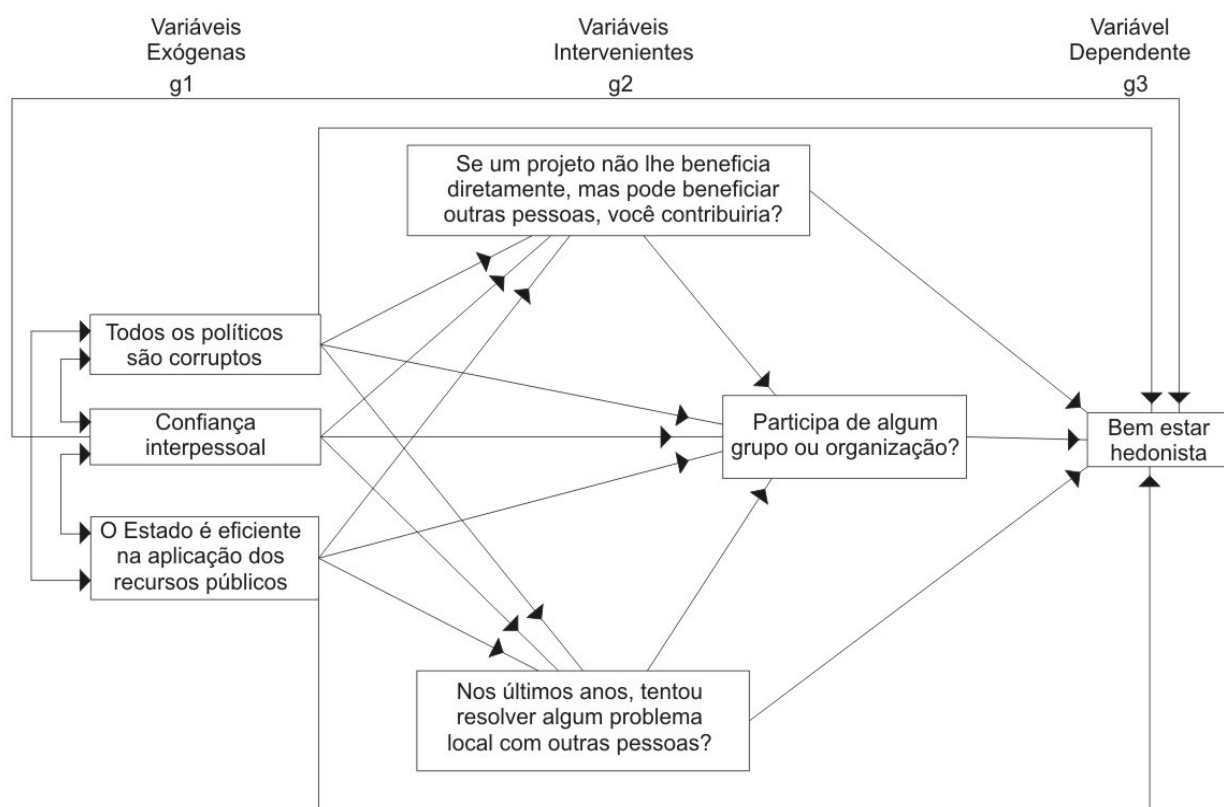 Variáveis
Exógenas
g1
Variáveis
Intervenientes
g2
Variável
Dependente
g3
Se um projeto não lhe beneficia
diretamente, mas pode beneficiar
outras pessoas, você contribuiria?
Todos os políticos
são corruptos
Confiança
interpessoal
O Estado é eficiente
na aplicação dos
recursos públicos
Participa de algum
grupo ou organização?
Bem estar
hedonista
Nos últimos anos, tentou
resolver algum problema
local com outras pessoas?